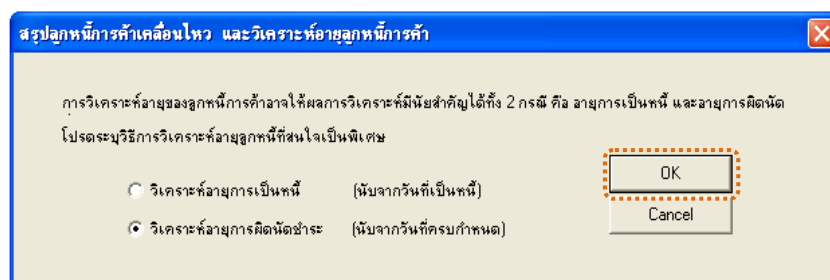 สรุปลูกหนี้การค้าเคลื่อนไหว และวิเคราะห์อายุลูกหนี้การค้า
การวิเคราะห์อายุของลูกหนี้การค้าอาจให้ผลการวิเคราะห์มีนัยสำคัญได้ทั้ง 2 กรณี คือ อายุการเป็นหนี้ และอายุการผิดนัด
โปรดระบุวิธีการวิเคราะห์อายุลูกหนี้ที่สนใจเป็นพิเศษ
วิเคราะห์อายุการเป็นหนี้ (นับจากวันที่เป็นหนี้)
วิเคราะห์อายุการผิดนัดชำระ (นับจากวันที่ครบกำหนด)
OK
Cancel